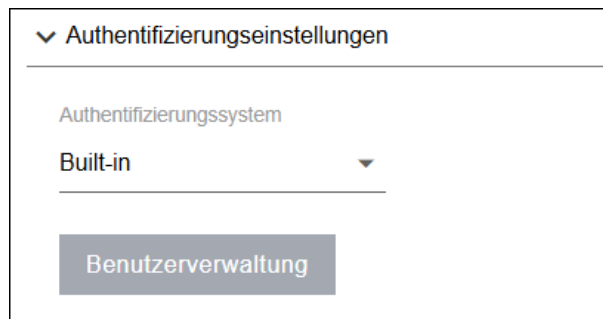 Authentifizierungseinstellungen
Authentifizierungssystem
Built-in
Benutzerverwaltung